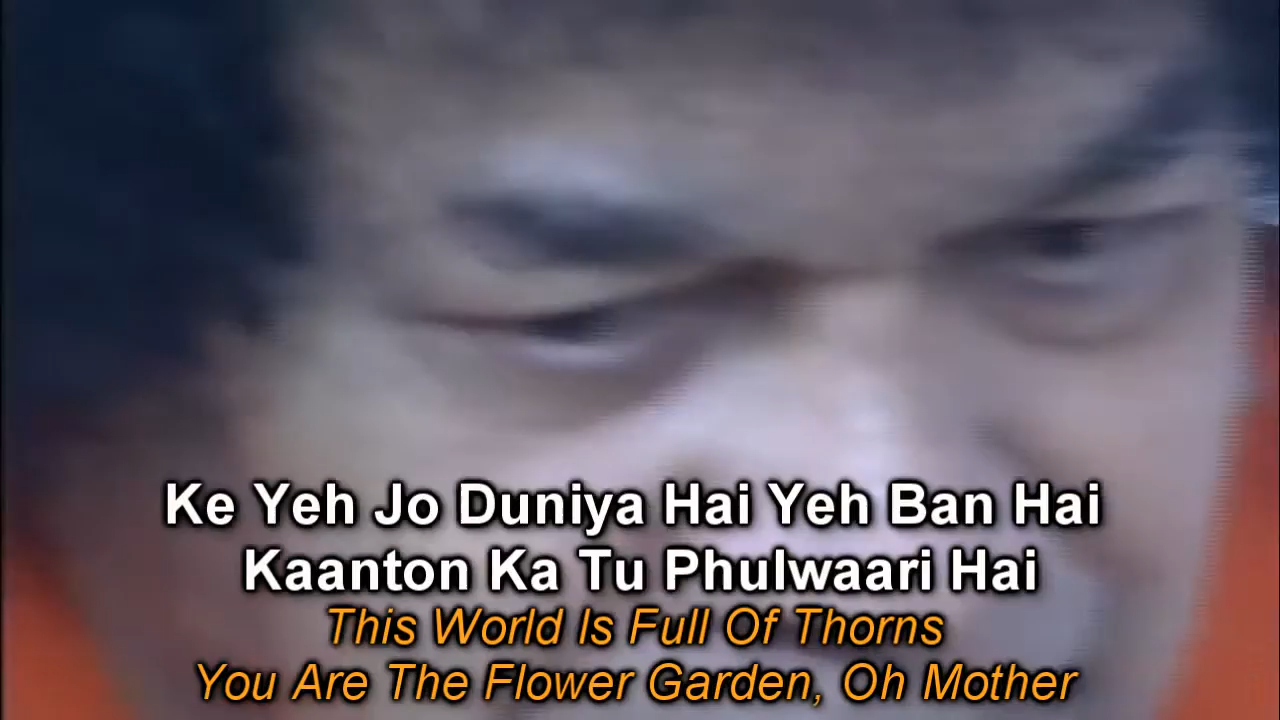 Ke Yeh Jo Duniya Hai Yeh Ban Hai
Kaanton Ka Tu Phulwaari Hai
This World Is Full Of Thorns
You Are The Flower Garden, Oh Mother